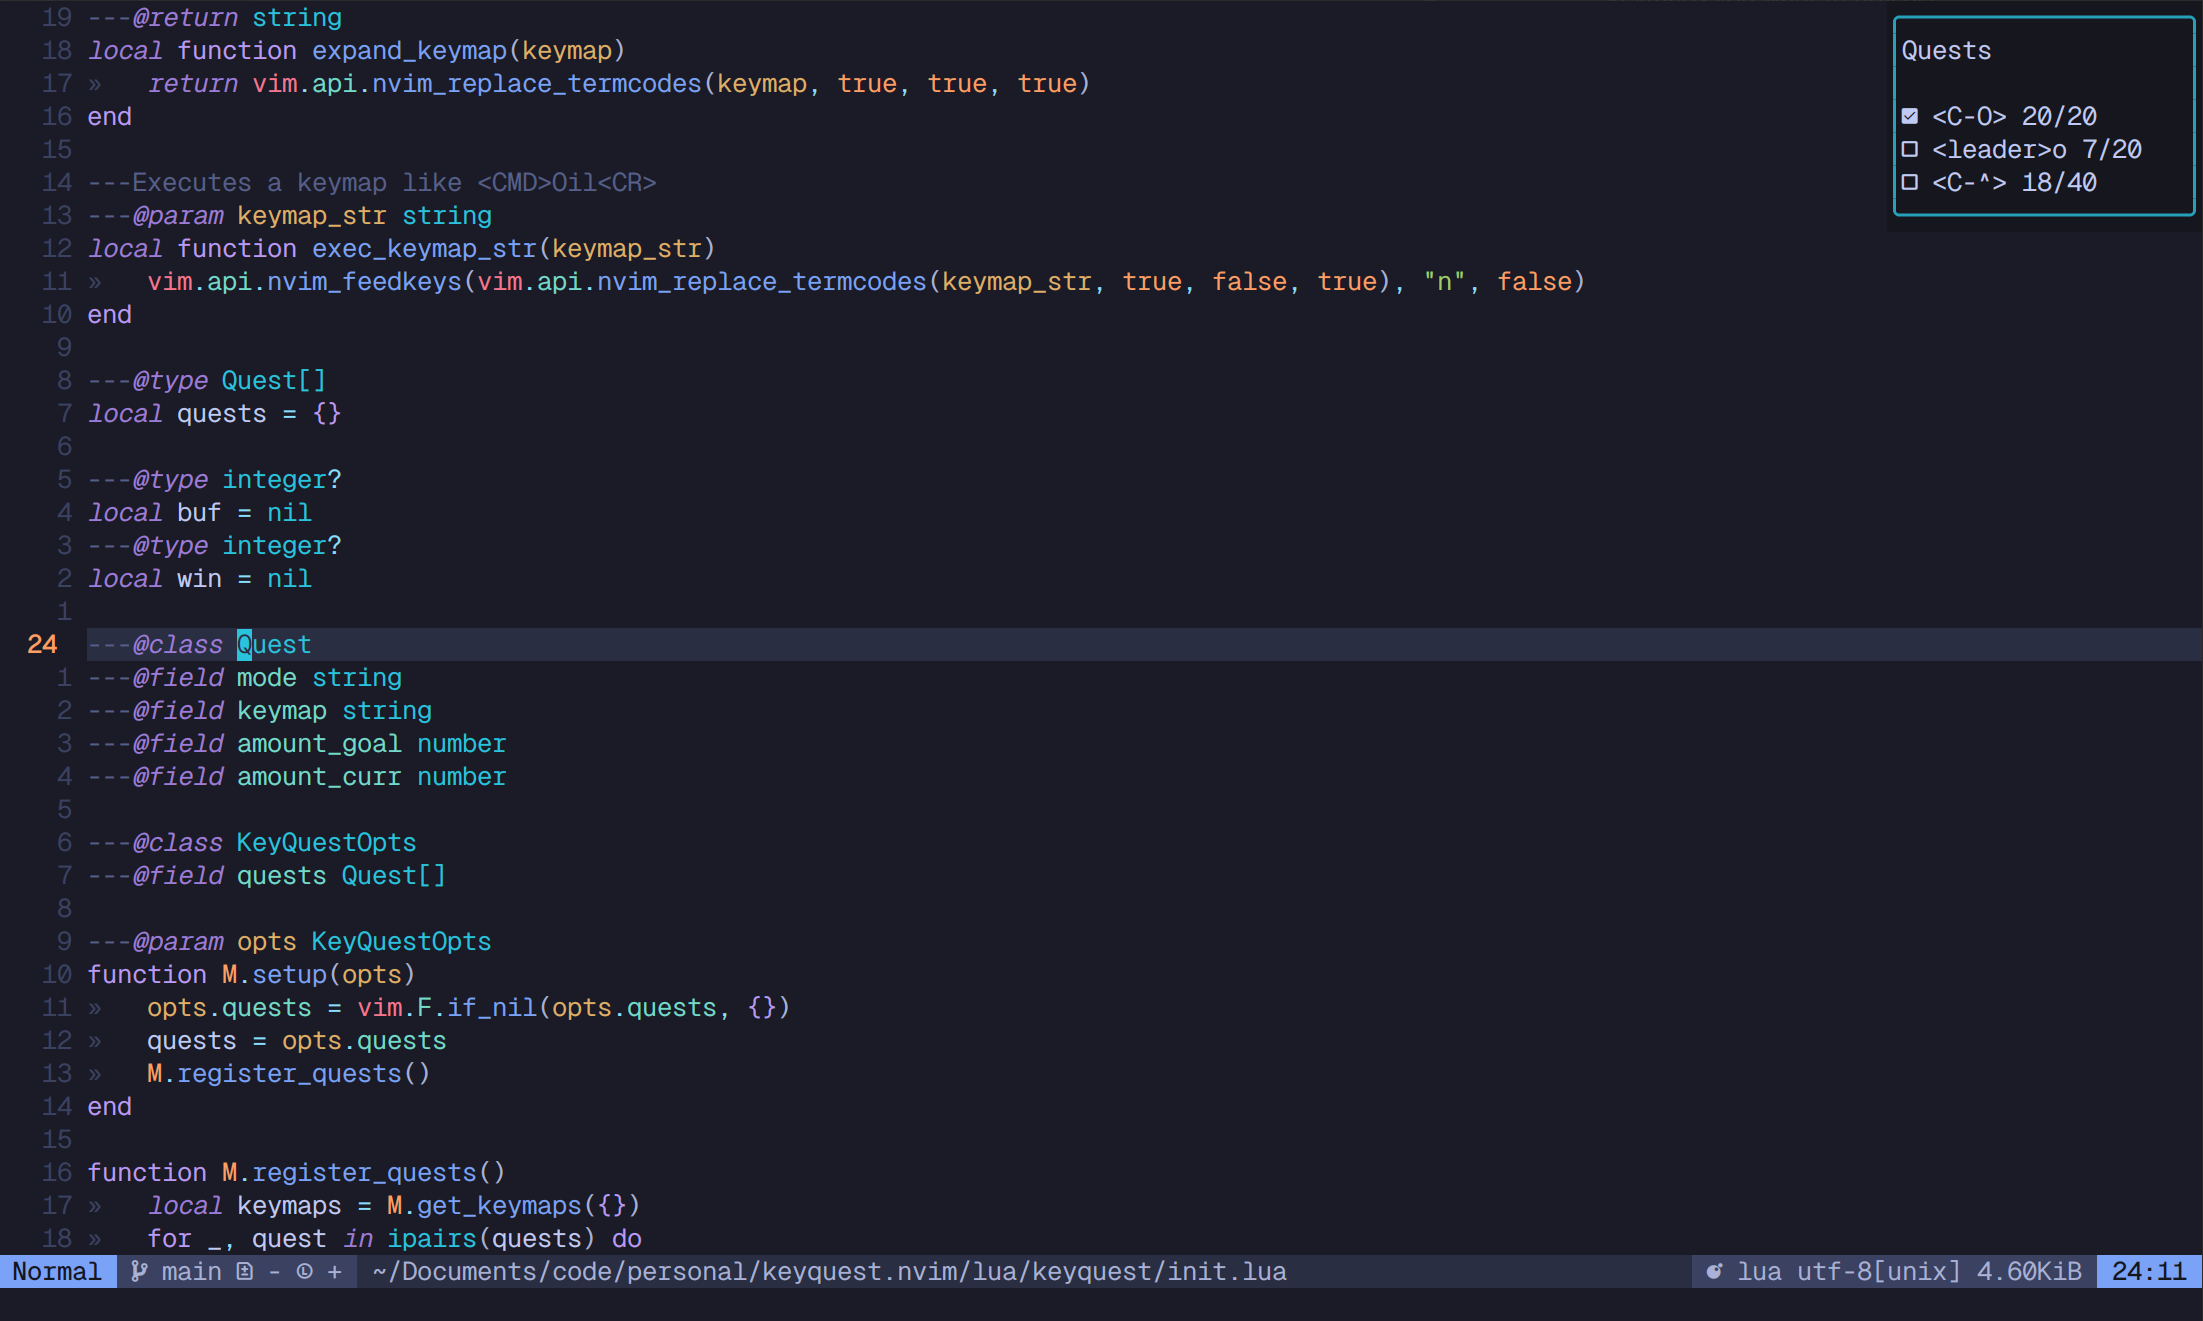 19 ---@return string
18 local function expand_keymap(keymap)
17 »   return vim.api.nvim_replace_termcodes(keymap, true, true, true)
16 end
15
14 ---Executes a keymap like <CMD>Oil<CR>
13 ---@param keymap_str string
12 local function exec_keymap_str(keymap_str)
11 »   vim.api.nvim_feedkeys(vim.api.nvim_replace_termcodes(keymap_str, true, false, true), "n", false)
10 end
9
8 ---@type Quest[]
7 local quests = {}
6
5 ---@type integer?
4 local buf = nil
3 ---@type integer?
2 local win = nil
1
24 ---@class Quest
1 ---@field mode string
2 ---@field keymap string
3 ---@field amount_goal number
4 ---@field amount_curr number
5
6 ---@class KeyQuestOpts
7 ---@field quests Quest[]
8
9 ---@param opts KeyQuestOpts
10 function M.setup(opts)
11 »   opts.quests = vim.F.if_nil(opts.quests, {})
12 »   quests = opts.quests
13 »   M.register_quests()
14 end
15
16 function M.register_quests()
17 »   local keymaps = M.get_keymaps({})
18 »   for _, quest in ipairs(quests) do
Quests
<C-O> 20/20
<leader>o 7/20
<C-^> 18/40
Normal main - + ~/Documents/code/personal/keyquest.nvim/lua/keyquest/init.lua lua utf-8[unix] 4.60KiB 24:11